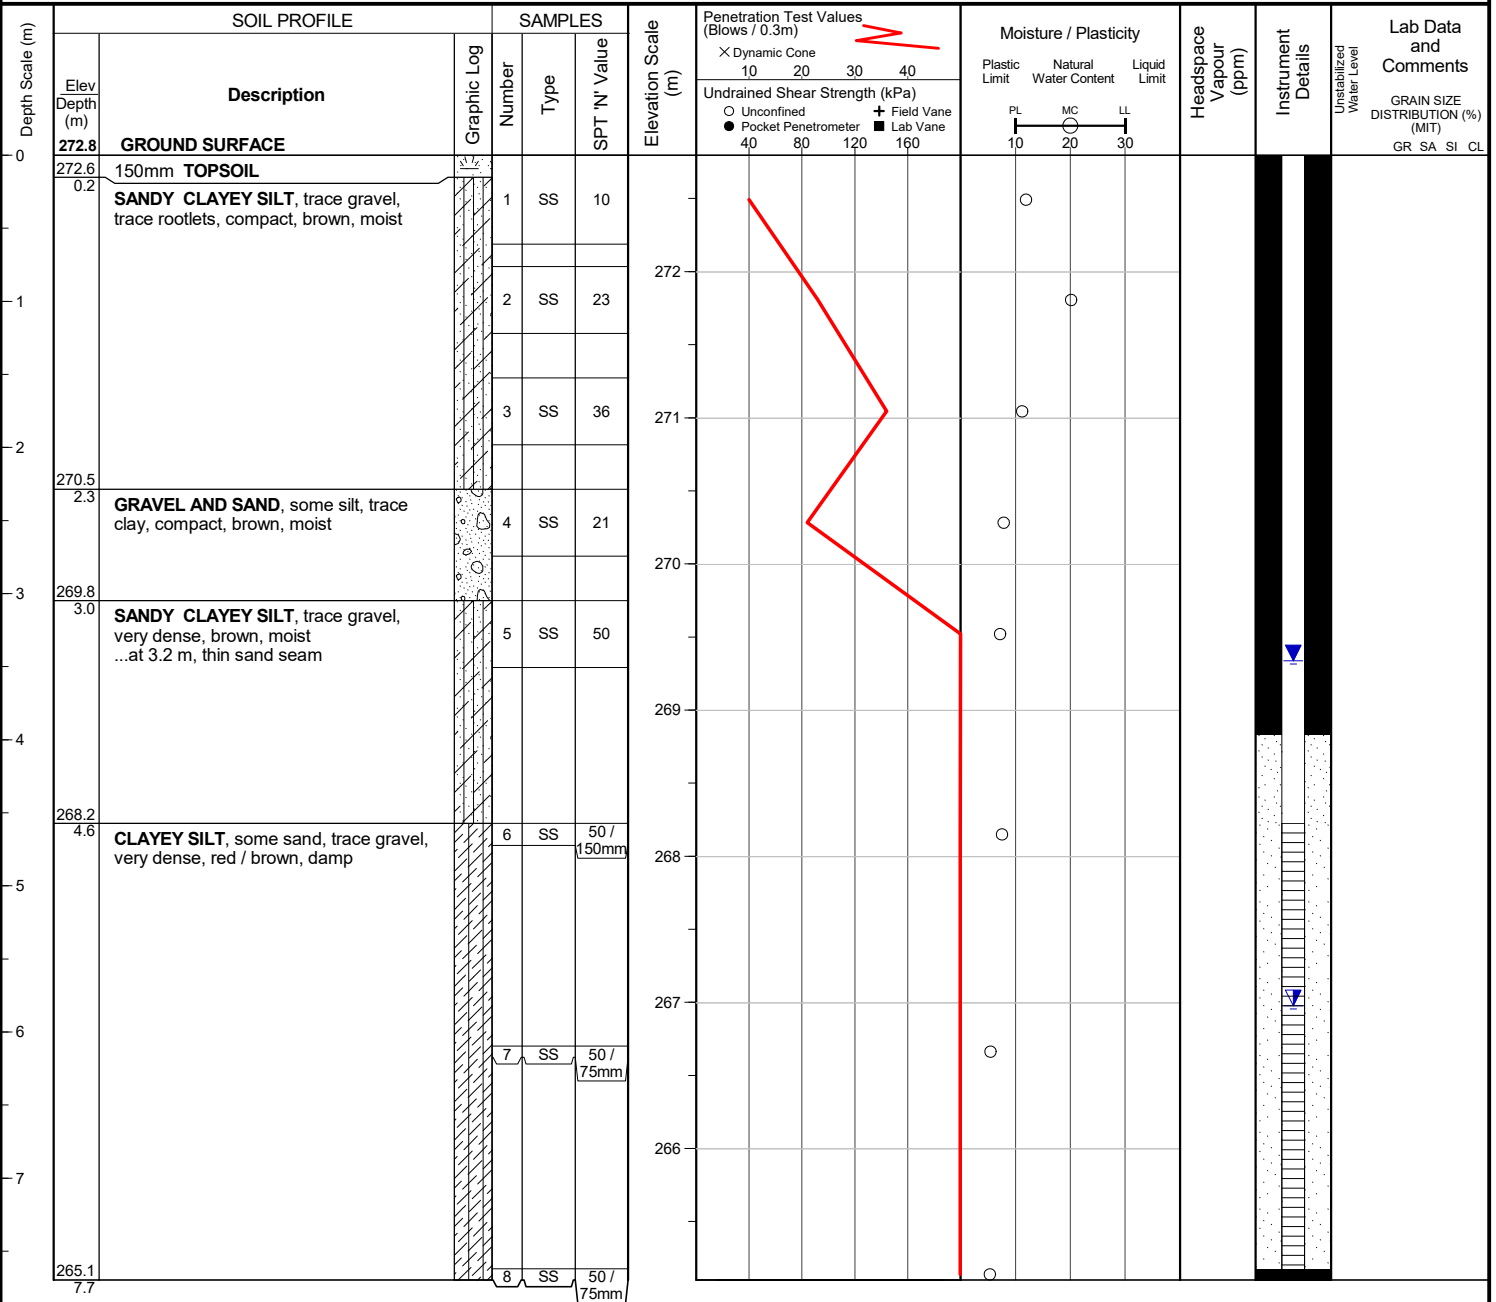 SOIL PROFILE
SAMPLES
Depth Scale (m)
Elev
Depth
(m)
Description
Graphic Log
Number
Type
SPT 'N' Value
Elevation Scale
(m)
Penetration Test Values
(Blows / 0.3m)
X Dynamic Cone
10 20 30 40
Undrained Shear Strength (kPa)
Unconfined
Field Vane
Pocket Penetrometer
Lab Vane
40 80 120 160
Moisture / Plasticity
Plastic
Limit
Natural
Water Content
Liquid
Limit
PL MC LL
10 20 30
Headspace
Vapour
(ppm)
Instrument
Details
Unstabilized
Water Level
Lab Data
and
Comments
GRAIN SIZE
DISTRIBUTION (%)
(MIT)
GR SA SI CL
272.8 GROUND SURFACE
0
272.6 150mm TOPSOIL
0.2
SANDY CLAYEY SILT, trace gravel,
trace rootlets, compact, brown, moist
1 SS 10
272
1
2 SS 23
3 SS 36
271
2
270.5
2.3
GRAVEL AND SAND, some silt, trace
clay, compact, brown, moist
4 SS 21
270
3
269.8
3.0
SANDY CLAYEY SILT, trace gravel,
very dense, brown, moist
...at 3.2 m, thin sand seam
5 SS 50
269
4
268.2
4.6
CLAYEY SILT, some sand, trace gravel,
very dense, red / brown, damp
6 SS 50 /
150mm
268
5
267
6
7 SS 50 /
75mm
266
7
265.1
7.7
8 SS 50 /
75mm